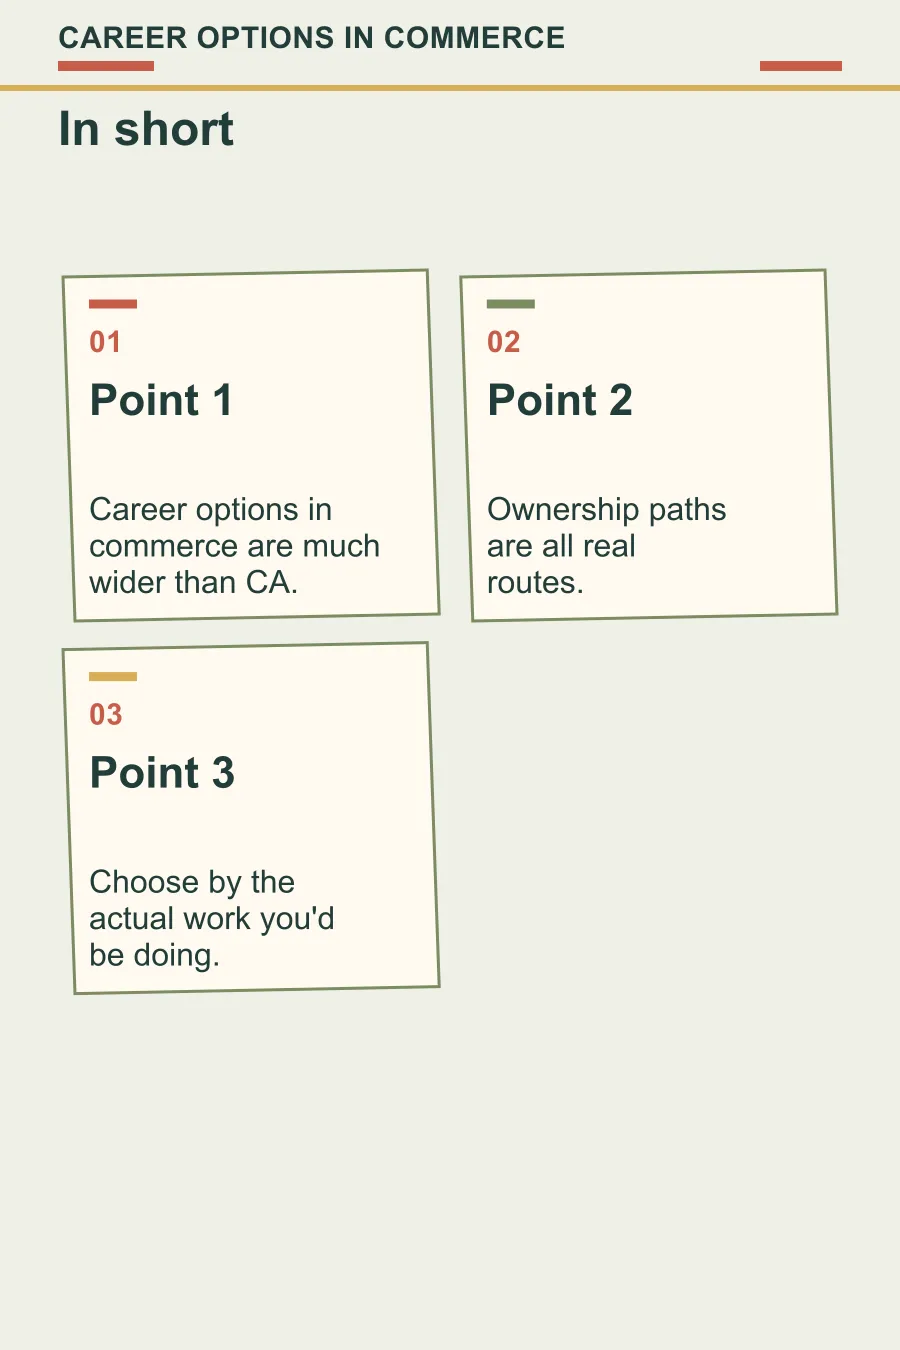 CAREER OPTIONS IN COMMERCE
In short
01
Point 1
Career options in
commerce are much
wider than CA.
02
Point 2
Ownership paths
are all real
routes.
03
Point 3
Choose by the
actual work you'd
be doing.